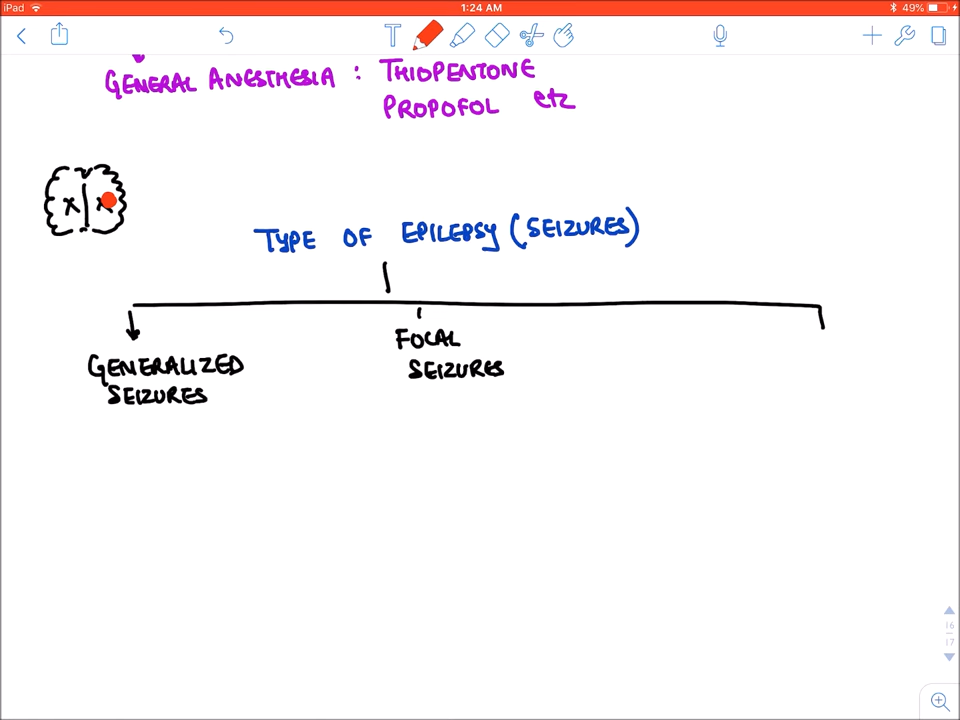 iPad 1:24 AM 49%
T
GENERAL ANESTHESIA : THIOPENTONE
PROPOFOL etc
x x
TYPE OF EPILEPSY (SEIZURES)
GENERALIZED
SEIZURES
FOCAL
SEIZURES
16
17